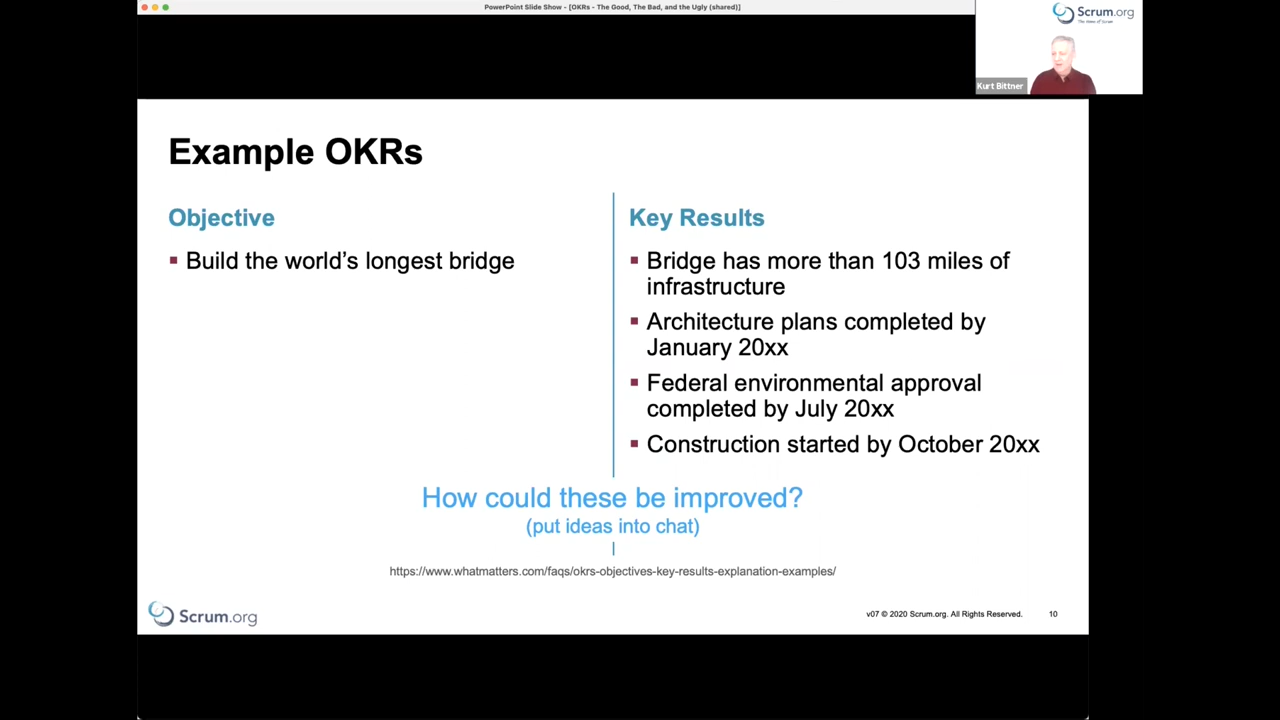 PowerPoint Slide Show - [OKRs - The Good, The Bad, and the Ugly (shared)]
Scrum.org
The Home of Scrum
Kurt Bittner
Example OKRs
Objective
▪ Build the world's longest bridge
Key Results
▪ Bridge has more than 103 miles of
infrastructure
▪ Architecture plans completed by
January 20xx
▪ Federal environmental approval
completed by July 20xx
▪ Construction started by October 20xx
How could these be improved?
(put ideas into chat)
https://www.whatmatters.com/faqs/okrs-objectives-key-results-explanation-examples/
Scrum.org
v07 © 2020 Scrum.org. All Rights Reserved.
10